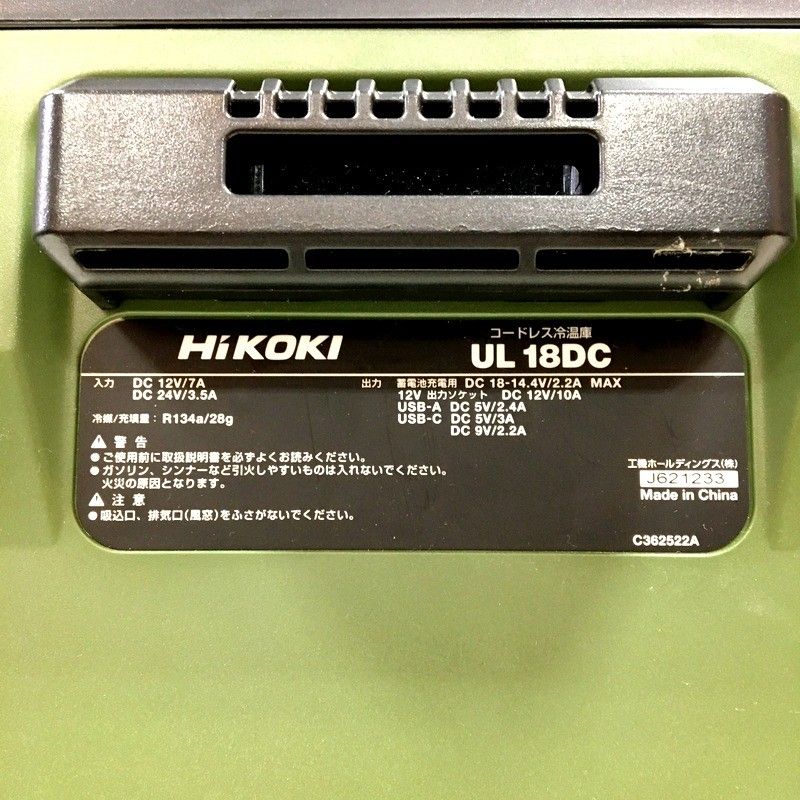 HiKOKI
コードレス冷温庫
UL 18DC
入力 DC 12V/7A
DC 24V/3.5A
出力 蓄電池充電用 DC 18-14.4V/2.2A MAX
12V 出力ソケット DC 12V/10A
USB-A DC 5V/2.4A
USB-C DC 5V/3A
DC 9V/2.2A
冷媒/充填量: R134a/28g
⚠ 警告
●ご使用前に取扱説明書を必ずよくお読みください。
●ガソリン、シンナーなど引火しやすいものは入れないでください。
火災の原因となります。
⚠ 注意
●吸込口、排気口(風窓)をふさがないでください。
工機ホールディングス(株)
J621233
Made in China
C362522A